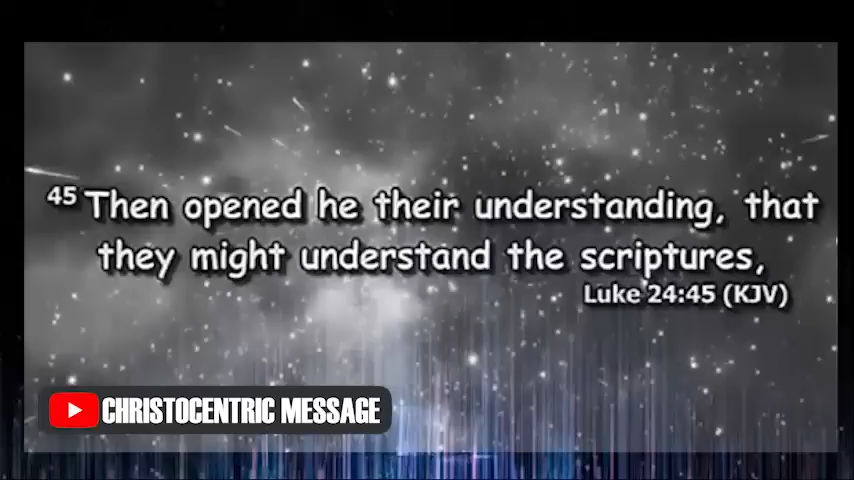 45 Then opened he their understanding, that
they might understand the scriptures,
Luke 24:45 (KJV)
CHRISTOCENTRIC MESSAGE